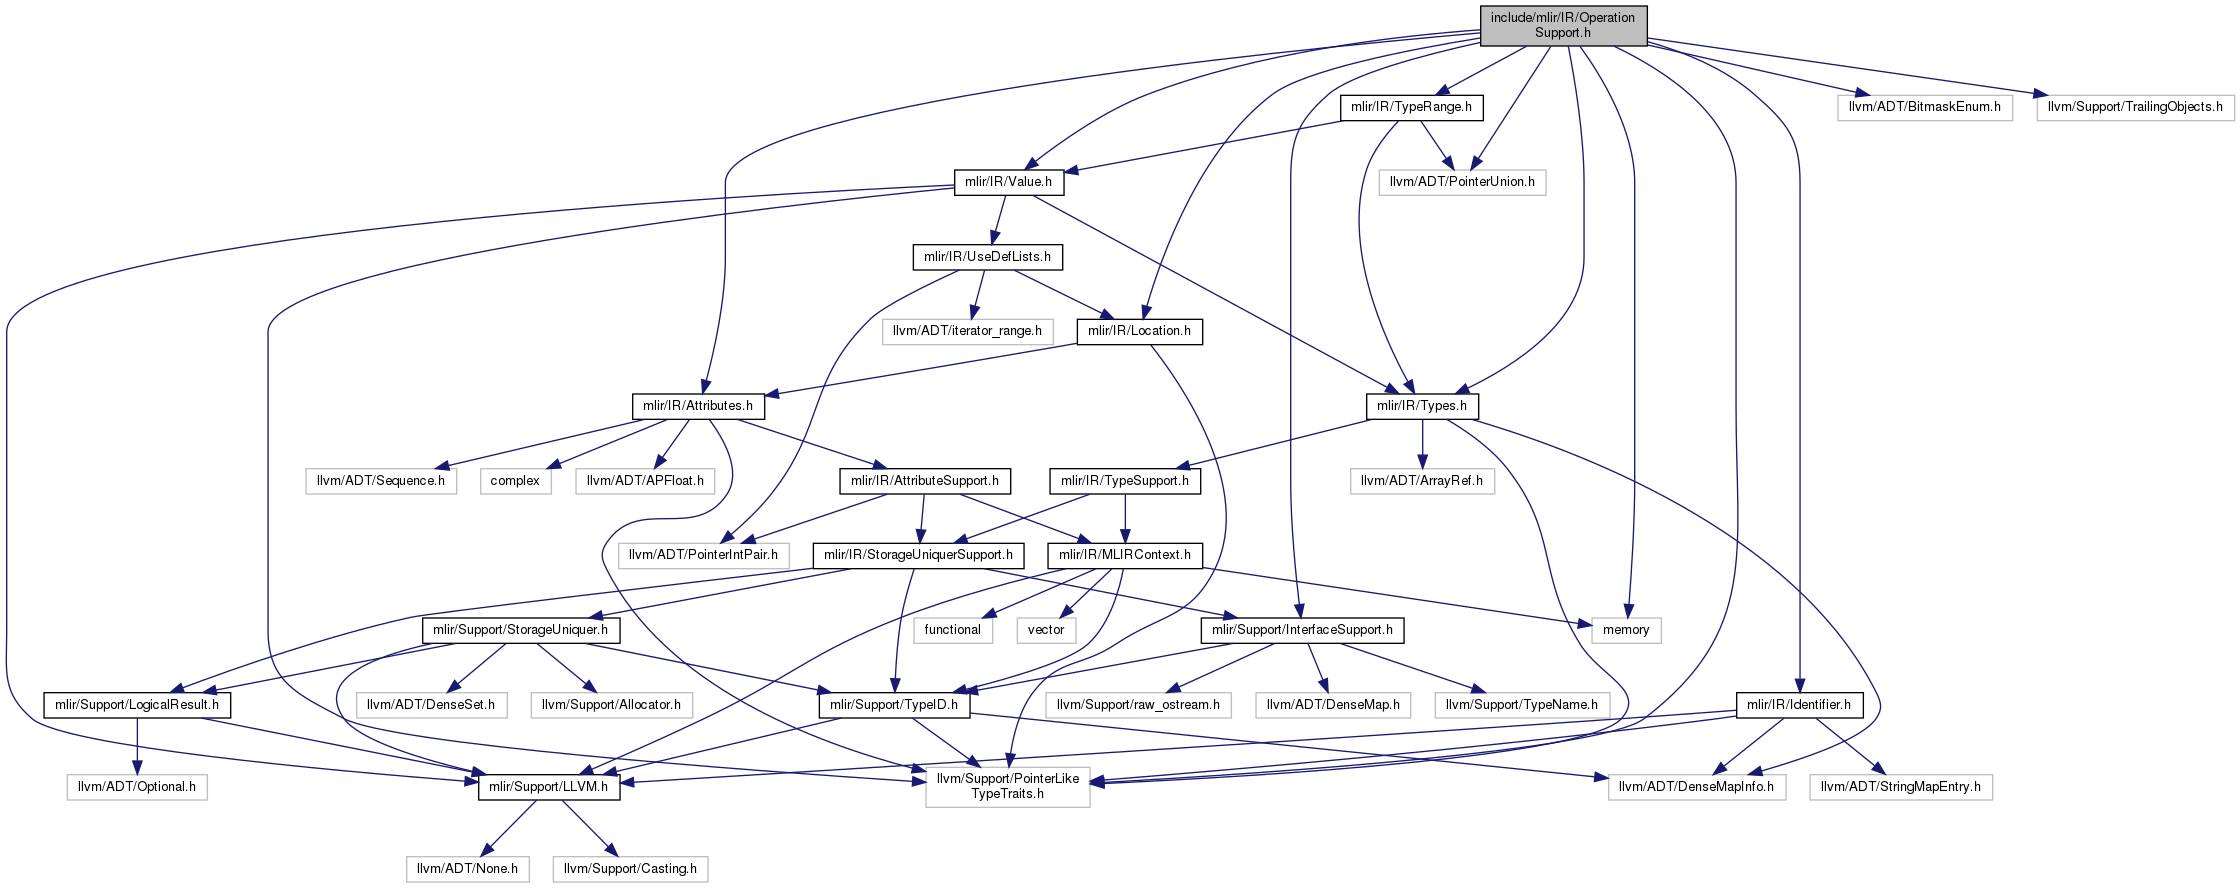 include/mlir/IR/Operation
Support.h
mlir/IR/TypeRange.h
llvm/ADT/BitmaskEnum.h
llvm/Support/TrailingObjects.h
mlir/IR/Value.h
llvm/ADT/PointerUnion.h
mlir/IR/UseDefLists.h
llvm/ADT/iterator_range.h
mlir/IR/Location.h
mlir/IR/Attributes.h
mlir/IR/Types.h
llvm/ADT/Sequence.h
complex
llvm/ADT/APFloat.h
mlir/IR/AttributeSupport.h
mlir/IR/TypeSupport.h
llvm/ADT/ArrayRef.h
llvm/ADT/PointerIntPair.h
mlir/IR/StorageUniquerSupport.h
mlir/IR/MLIRContext.h
mlir/Support/StorageUniquer.h
functional
vector
mlir/Support/InterfaceSupport.h
memory
mlir/Support/LogicalResult.h
llvm/ADT/DenseSet.h
llvm/Support/Allocator.h
mlir/Support/TypeID.h
llvm/Support/raw_ostream.h
llvm/ADT/DenseMap.h
llvm/Support/TypeName.h
mlir/IR/Identifier.h
llvm/ADT/Optional.h
mlir/Support/LLVM.h
llvm/Support/PointerLike
TypeTraits.h
llvm/ADT/DenseMapInfo.h
llvm/ADT/StringMapEntry.h
llvm/ADT/None.h
llvm/Support/Casting.h